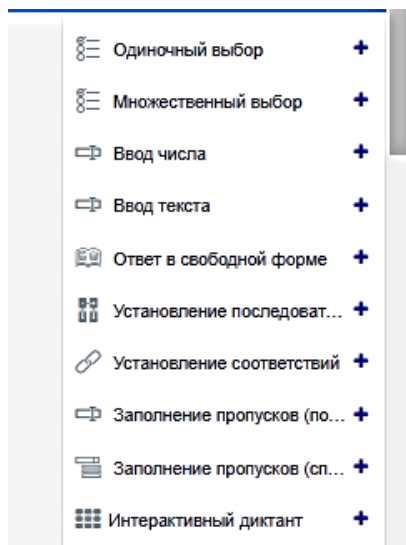 Одиночный выбор
Множественный выбор
Ввод числа
Ввод текста
Ответ в свободной форме
Установление последоват...
Установление соответствий
Заполнение пропусков (по...
Заполнение пропусков (сп...
Интерактивный диктант